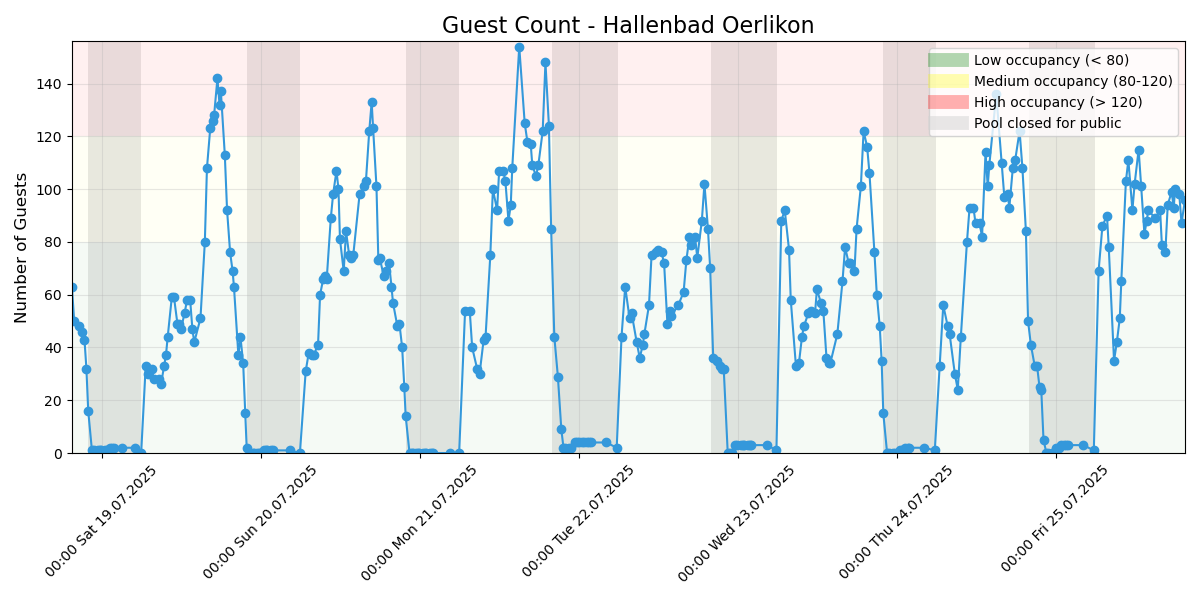 Guest Count - Hallenbad Oerlikon
Number of Guests
140
120
100
80
60
40
20
0
Low occupancy (< 80)
Medium occupancy (80-120)
High occupancy (> 120)
Pool closed for public
00:00 Sat 19.07.2025
00:00 Sun 20.07.2025
00:00 Mon 21.07.2025
00:00 Tue 22.07.2025
00:00 Wed 23.07.2025
00:00 Thu 24.07.2025
00:00 Fri 25.07.2025